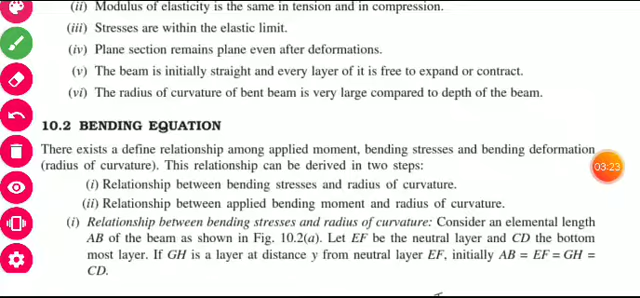 (ii) Modulus of elasticity is the same in tension and in compression.
(iii) Stresses are within the elastic limit.
(iv) Plane section remains plane even after deformations.
(v) The beam is initially straight and every layer of it is free to expand or contract.
(vi) The radius of curvature of bent beam is very large compared to depth of the beam.
10.2 BENDING EQUATION
There exists a define relationship among applied moment, bending stresses and bending deformation
(radius of curvature). This relationship can be derived in two steps:
03:23
(i) Relationship between bending stresses and radius of curvature.
(ii) Relationship between applied bending moment and radius of curvature.
(i) Relationship between bending stresses and radius of curvature: Consider an elemental length
AB of the beam as shown in Fig. 10.2(a). Let EF be the neutral layer and CD the bottom
most layer. If GH is a layer at distance y from neutral layer EF, initially AB = EF = GH =
CD.